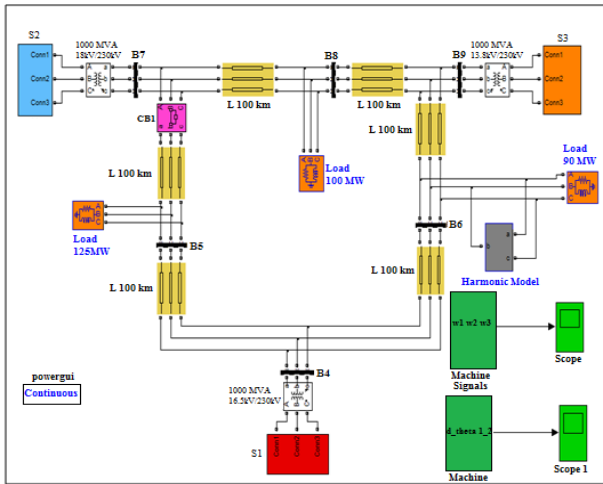 S2
1000 MVA
18kV/230kV
B7
B8
B9
1000 MVA
13.8kV/230kV
S3
Conn1
Conn2
Conn3
A
B
C
a
b
c
Conn1
Conn2
Conn3
L 100 km
L 100 km
CB1
A
B
C
a
b
c
L 100 km
A
B
C
Load
100 MW
L 100 km
Load
90 MW
A
B
C
Load
125MW
A
B
C
B5
B6
a
b
c
Harmonic Model
L 100 km
L 100 km
w1 w2 w3
Scope
Machine
Signals
B4
powergui
Continuous
1000 MVA
16.5kV/230kV
S1
Conn1
Conn2
Conn3
d_theta 1_2
Scope 1
Machine